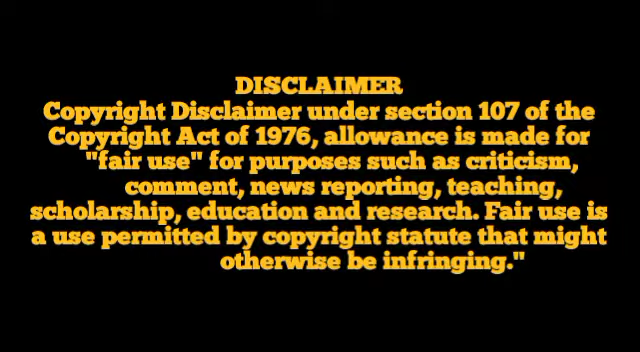 DISCLAIMER
Copyright Disclaimer under section 107 of the
Copyright Act of 1976, allowance is made for
"fair use" for purposes such as criticism,
comment, news reporting, teaching,
scholarship, education and research. Fair use is
a use permitted by copyright statute that might
otherwise be infringing."